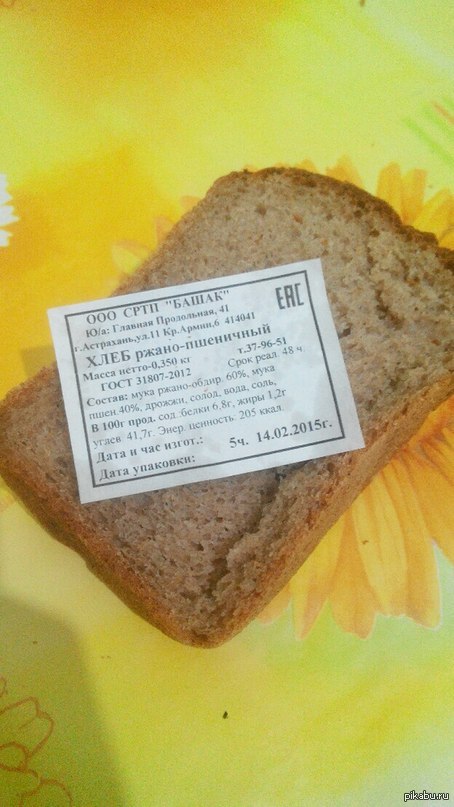 ООО СРТП "БАШАК"
EAC
Ю/а: Главная Продольная, 41
г.Астрахань,ул.11 Кр.Армии,6 414041
ХЛЕБ ржано-пшеничный
Масса нетто-0,350 кг т.37-96-51
ГОСТ 31807-2012 Срок реал. 48 ч.
Состав: мука ржано-обдир. 60%, мука
пшен.40%, дрожжи, солод, вода, соль,
В 100г прод. сод. белки 6,8г, жиры 1,2г
углев. 41,7г. Энер. ценность. 205 ккал.
Дата и час изгот.: 5ч. 14.02.2015г.
Дата упаковки:
pikabu.ru